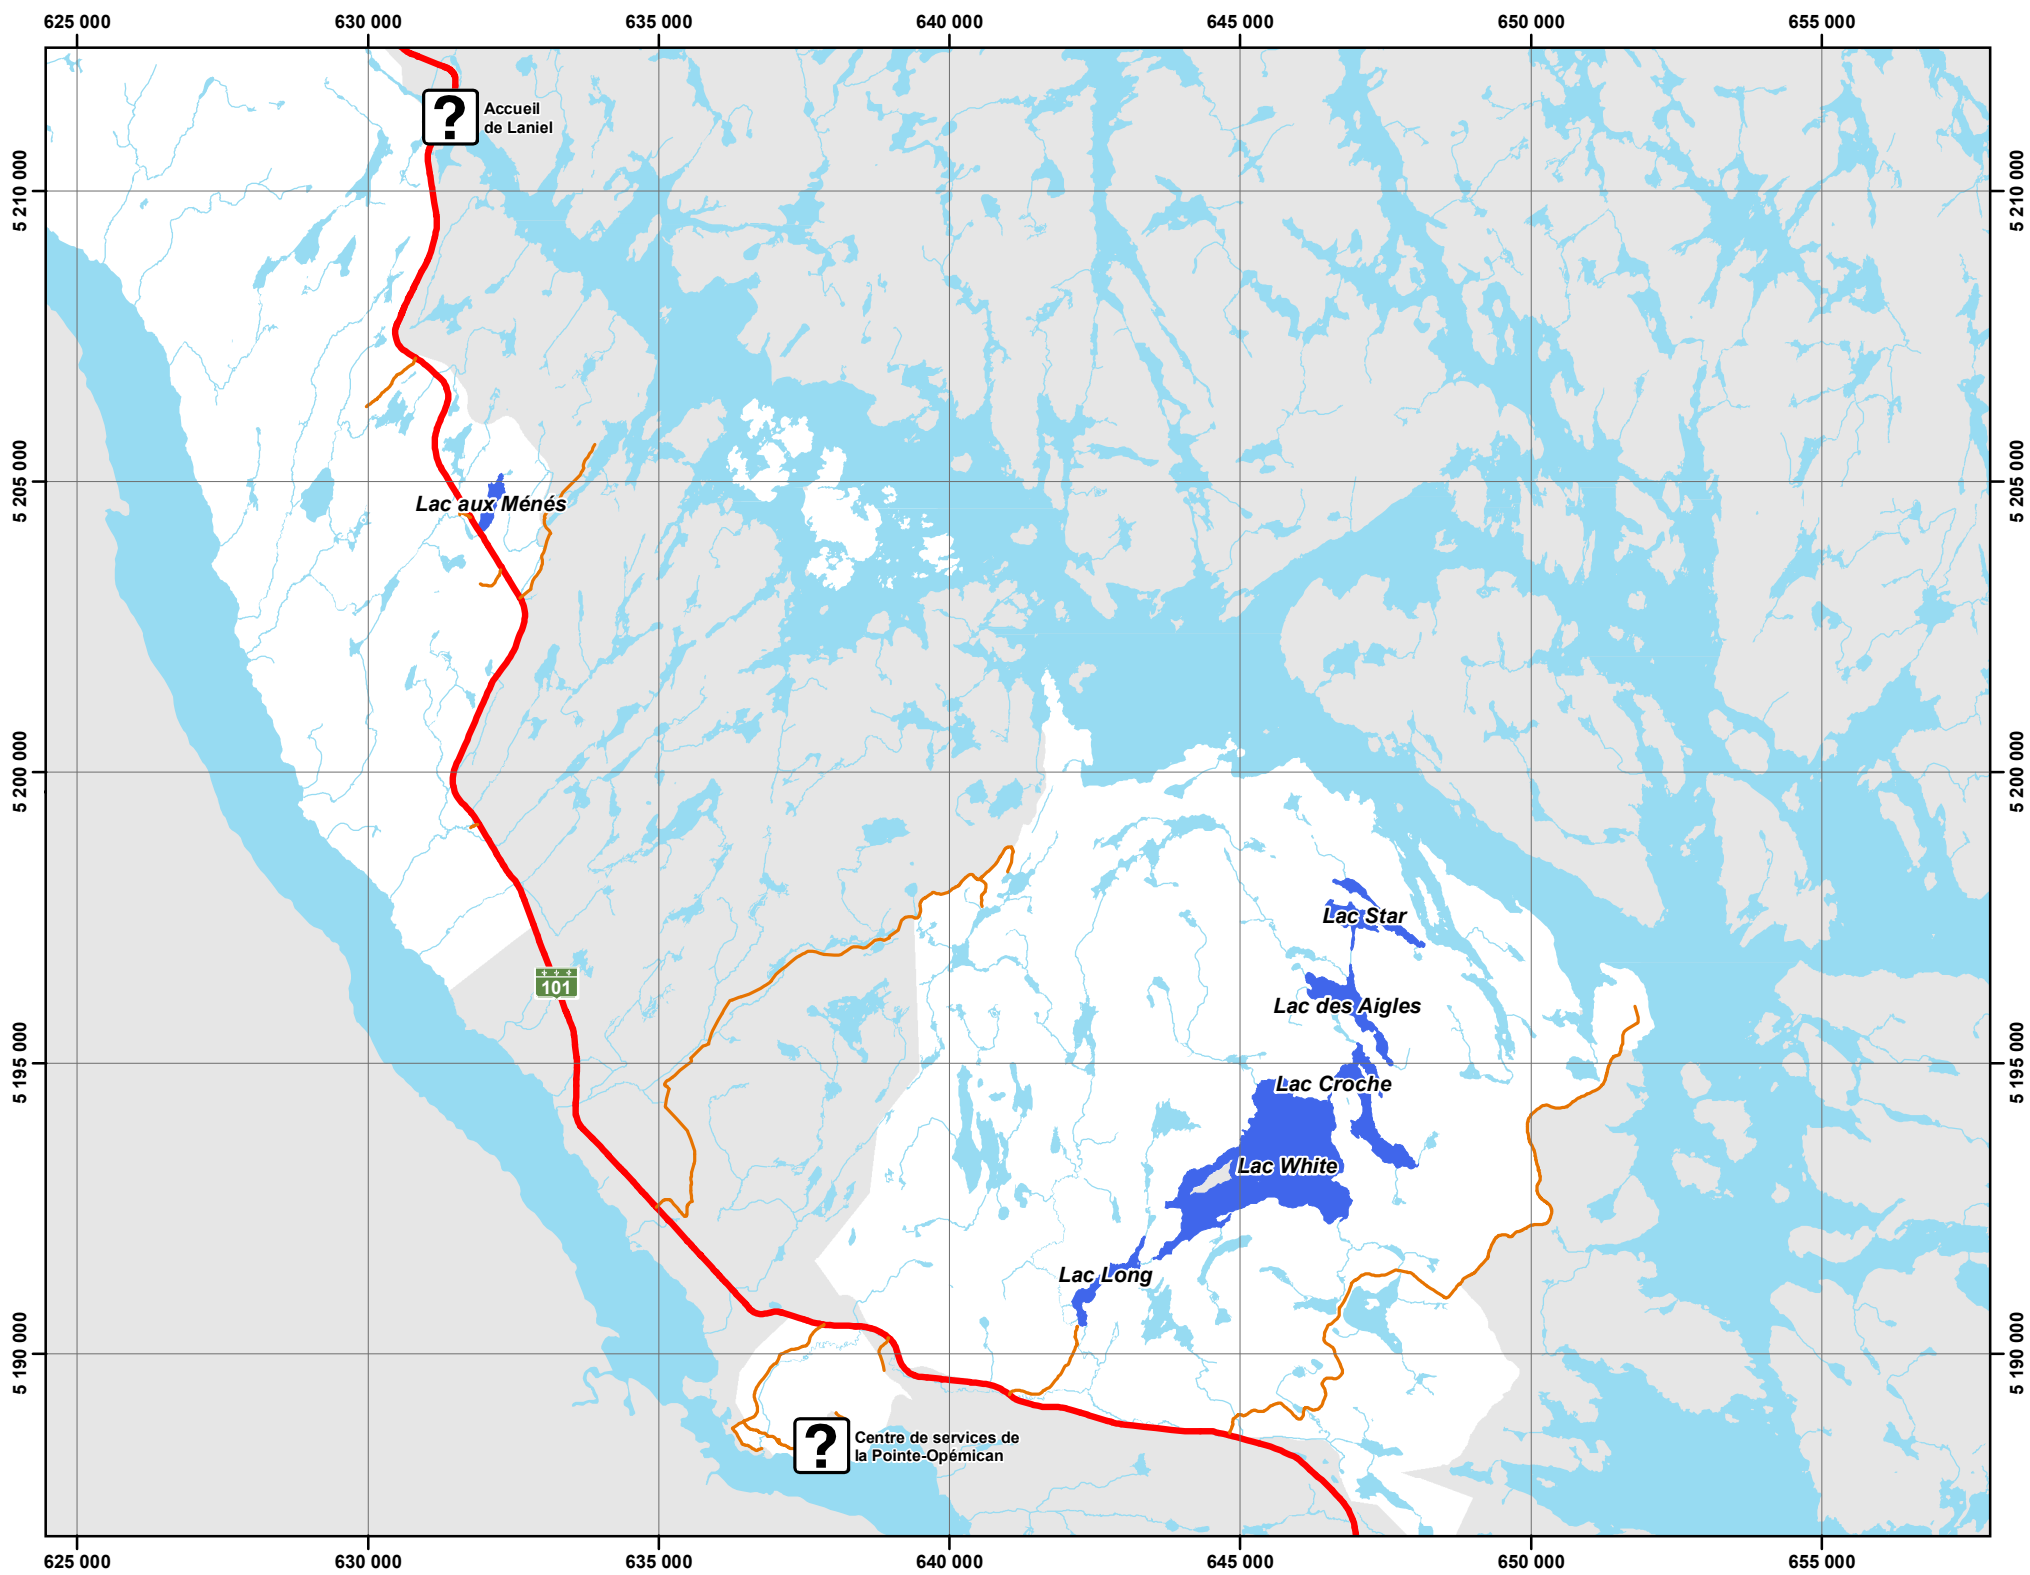 625 000 630 000 635 000 640 000 645 000 650 000 655 000
?
Accueil
de Laniel
5 210 000 5 210 000
5 205 000 5 205 000
Lac aux Ménés
5 200 000 5 200 000
Lac Star
101
Lac des Aigles
5 195 000 5 195 000
Lac Croche
Lac White
Lac Long
5 190 000 5 190 000
?
Centre de services de
la Pointe-Opémican
625 000 630 000 635 000 640 000 645 000 650 000 655 000